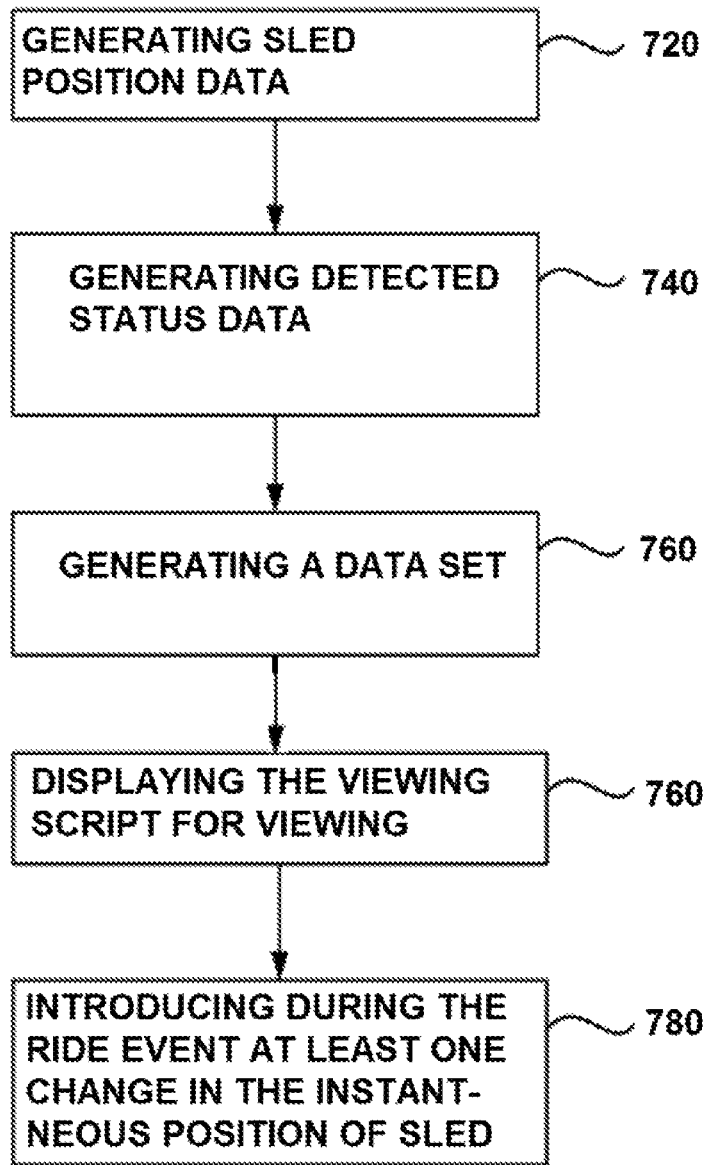 GENERATING SLED
POSITION DATA
720
GENERATING DETECTED
STATUS DATA
740
GENERATING A DATA SET
760
DISPLAYING THE VIEWING
SCRIPT FOR VIEWING
760
INTRODUCING DURING THE
RIDE EVENT AT LEAST ONE
CHANGE IN THE INSTANT-
NEOUS POSITION OF SLED
780